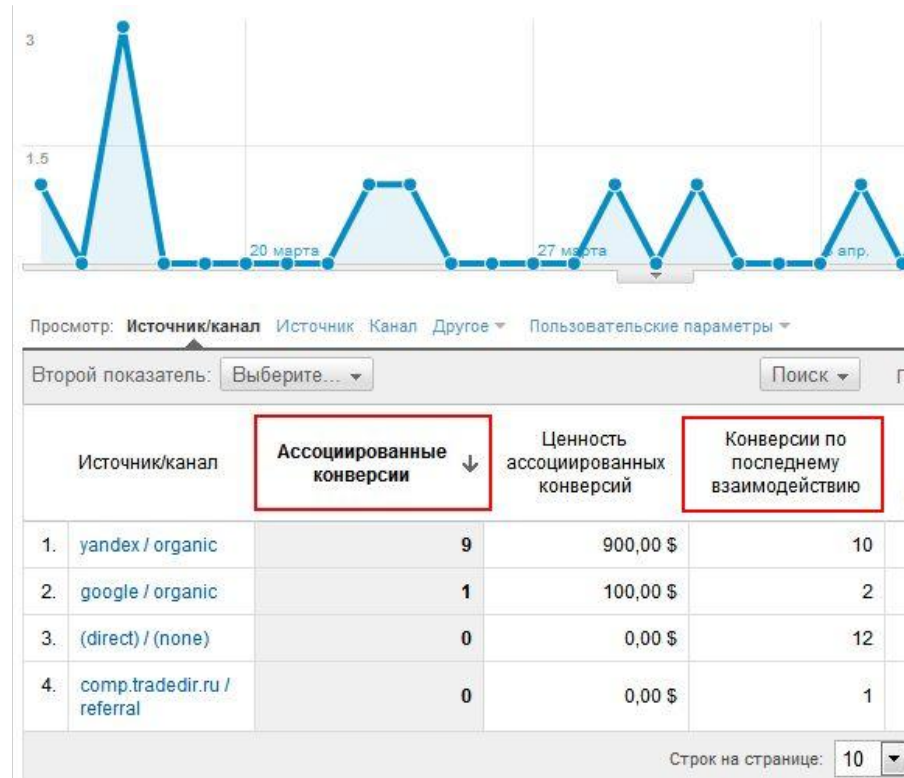 3
1.5
20 марта
27 марта
апр.
Просмотр: Источник/канал Источник Канал Другое Пользовательские параметры
Второй показатель: Выберите... Поиск
Источник/канал
Ассоциированные
конверсии
Ценность
ассоциированных
конверсий
Конверсии по
последнему
взаимодействию
1. yandex / organic 9 900,00 $ 10
2. google / organic 1 100,00 $ 2
3. (direct) / (none) 0 0,00 $ 12
4. comp.tradedir.ru /
referral 0 0,00 $ 1
Строк на странице: 10